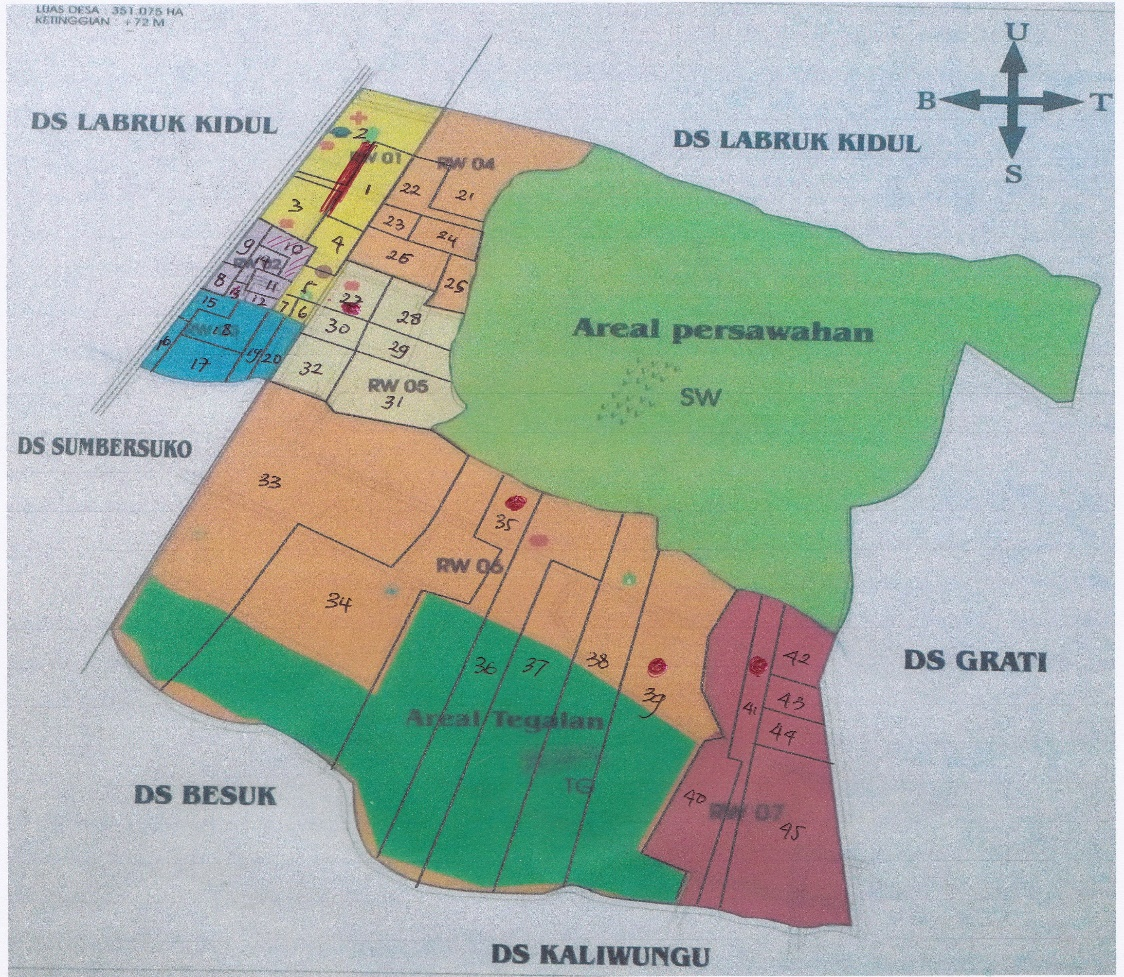 LUAS DESA : 351.075 HA
KETINGGIAN : +72 M
U
B
T
S
DS LABRUK KIDUL
DS LABRUK KIDUL
2
RW 01
RW 04
1
22
21
3
23
24
9
10
4
26
RW 02
14
8
13
11
5
25
15
12
7
6
27
28
18
30
16
17
19
20
29
32
RW 05
31
Areal persawahan
SW
DS SUMBERSUKO
33
35
RW 06
34
36
37
38
39
42
DS GRATI
41
43
44
Areal Tegalan
TG
DS BESUK
40
RW 07
45
DS KALIWUNGU